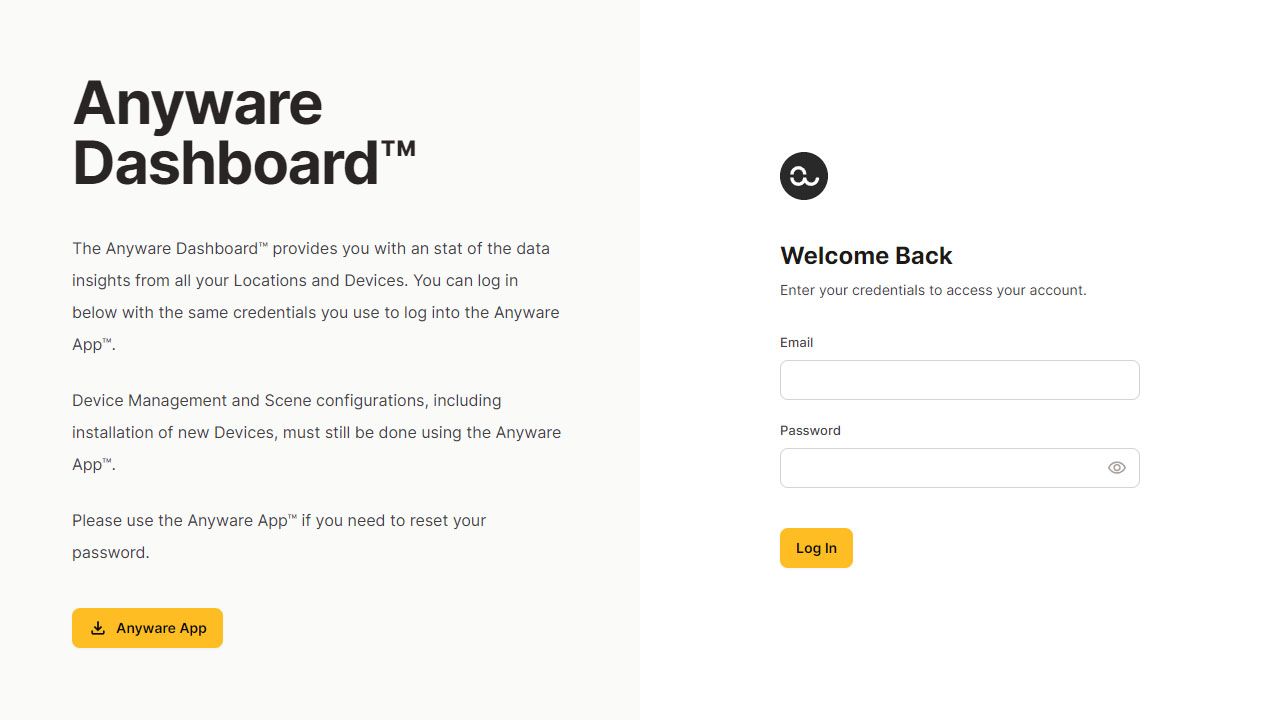 Anyware
Dashboard™
The Anyware Dashboard™ provides you with an stat of the data
insights from all your Locations and Devices. You can log in
below with the same credentials you use to log into the Anyware
App™.
Device Management and Scene configurations, including
installation of new Devices, must still be done using the Anyware
App™.
Please use the Anyware App™ if you need to reset your
password.
Anyware App
Welcome Back
Enter your credentials to access your account.
Email
Password
Log In